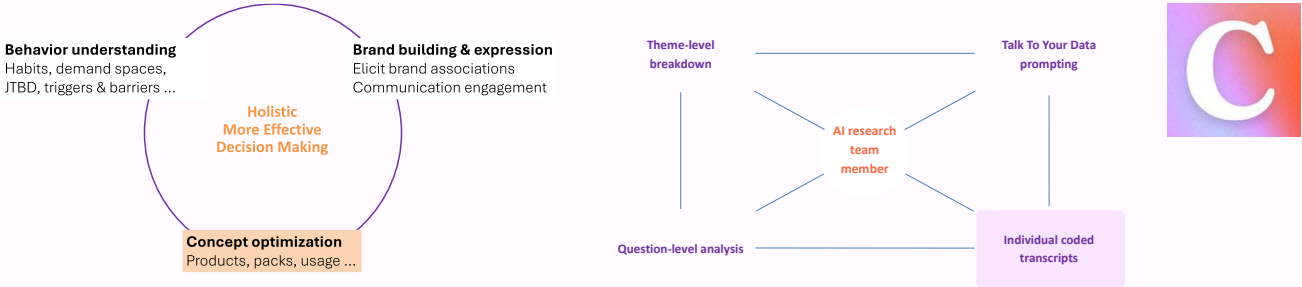 Behavior understanding
Habits, demand spaces,
JTBD, triggers & barriers ...
Brand building & expression
Elicit brand associations
Communication engagement
Holistic
More Effective
Decision Making
Concept optimization
Products, packs, usage ...
Theme-level
breakdown
Talk To Your Data
prompting
AI research
team
member
Question-level analysis
Individual coded
transcripts
C